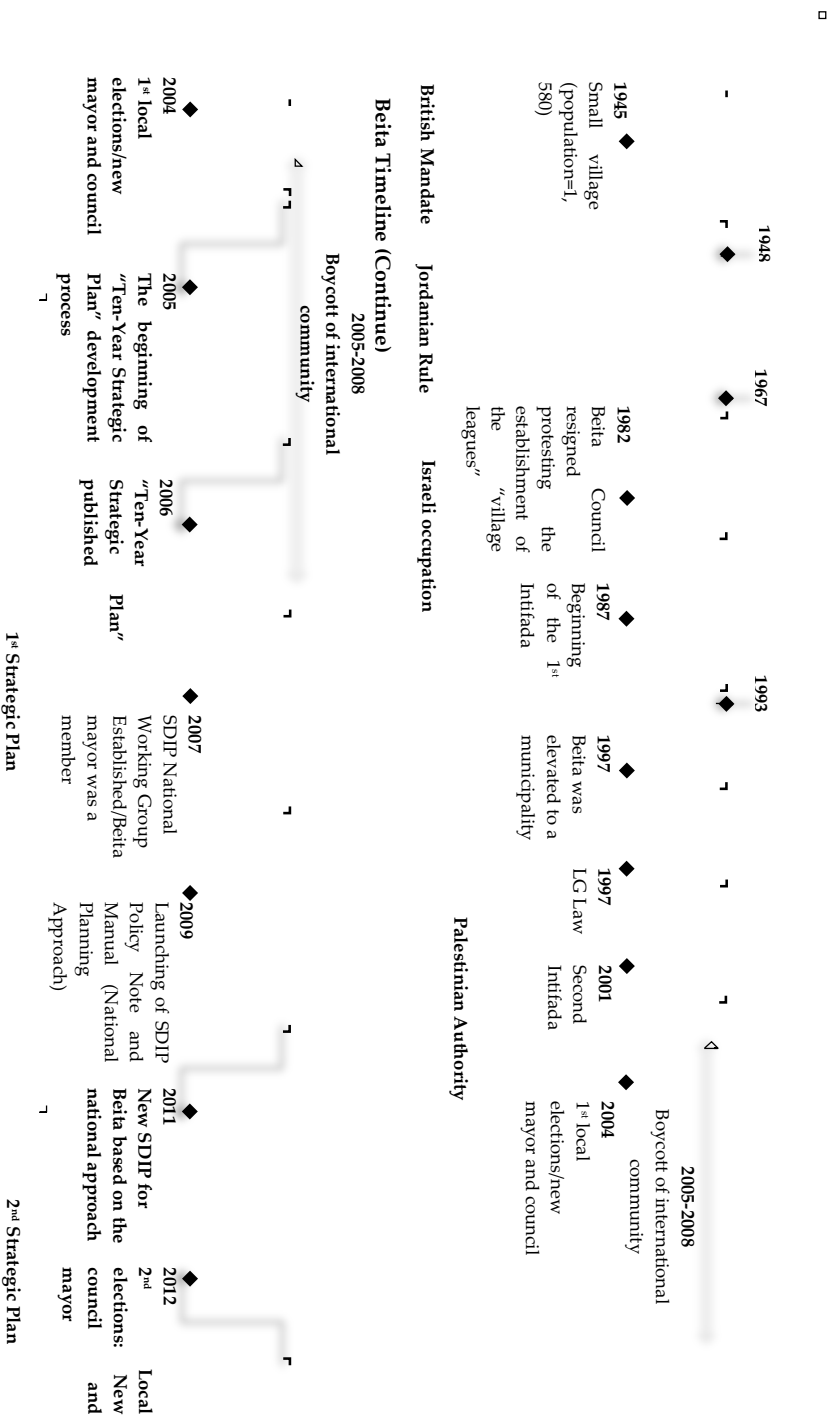 1948
1967
1993
2005-2008
Boycott of international
community
1945
Small village
(population=1,
580)
1982
Beita Council
resigned
protesting the
establishment of
the “village
leagues”
1987
Beginning
of the 1st
Intifada
1997
Beita was
elevated to a
municipality
1997
LG Law
2001
Second
Intifada
2004
1st local
elections/new
mayor and council
British Mandate
Jordanian Rule
Israeli occupation
Palestinian Authority
Beita Timeline (Continue)
2005-2008
Boycott of international
community
2004
1st local
elections/new
mayor and council
2005
The beginning of
“Ten-Year Strategic
Plan” development
process
2006
“Ten-Year
Strategic Plan”
published
2007
SDIP National
Working Group
Established/Beita
mayor was a
member
2009
Launching of SDIP
Policy Note and
Manual (National
Planning
Approach)
2011
New SDIP for
Beita based on the
national approach
2012
2nd Local
elections: New
council and
mayor
1st Strategic Plan
2nd Strategic Plan